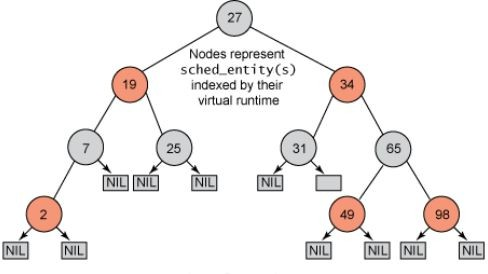 27
Nodes represent
sched_entity(s)
indexed by their
virtual runtime
19
34
7
25
31
65
NIL NIL NIL NIL
2
49
98
NIL NIL NIL NIL NIL NIL